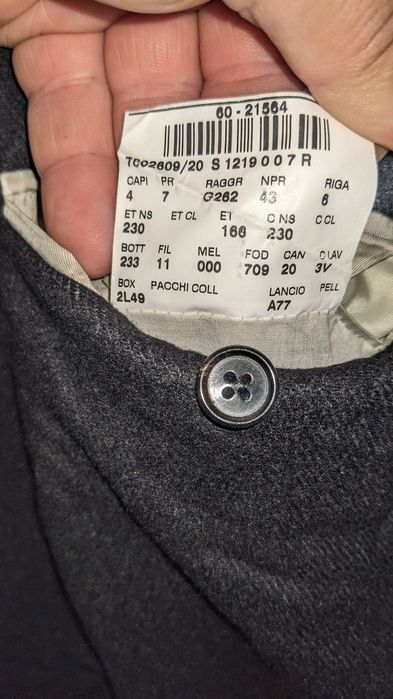 60-21564
TC02609/20 S 1219007R
CAPI PR RAGGR NPR RIGA
4 7 G262 43 6
ET NS ET CL ET C NS C CL
230 166 230
BOTT FIL MEL FOD CAN CLAV
233 11 000 709 20 3V
BOX PACCHI COLL LANCIO PELL
2L49 A77